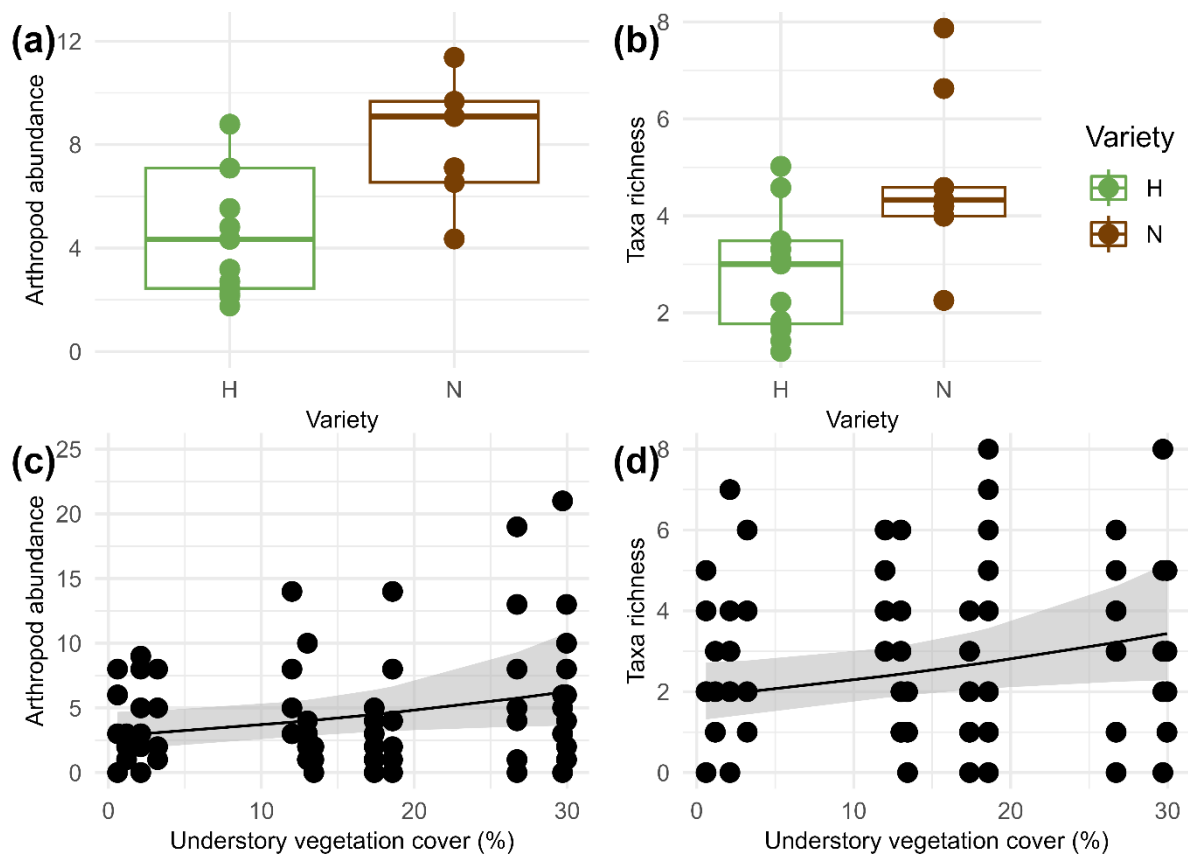 (a)
Arthropod abundance
12
8
4
0
H
N
Variety
(b)
Taxa richness
8
6
4
2
H
N
Variety
Variety
H
N
(c)
Arthropod abundance
25
20
15
10
5
0
0
10
20
30
Understory vegetation cover (%)
(d)
Taxa richness
8
6
4
2
0
0
10
20
30
Understory vegetation cover (%)